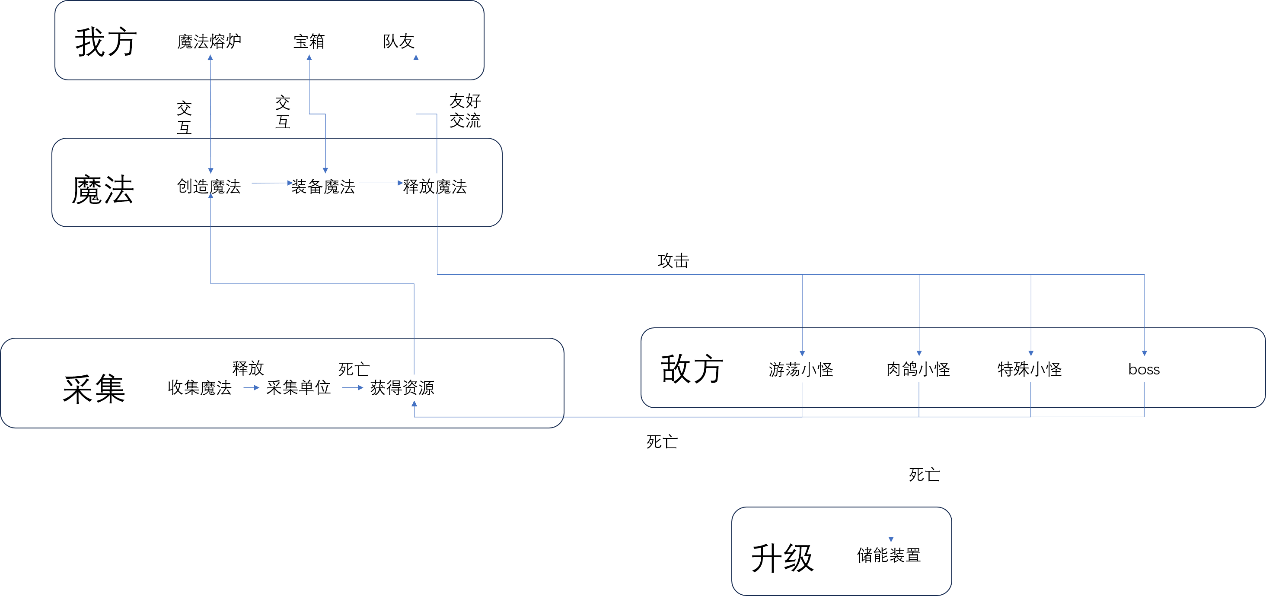 我方
魔法熔炉
宝箱
队友
交
互
交
互
友好
交流
魔法
创造魔法
装备魔法
释放魔法
攻击
采集
释放
死亡
收集魔法
采集单位
获得资源
敌方
游荡小怪
肉鸽小怪
特殊小怪
boss
死亡
死亡
升级
储能装置